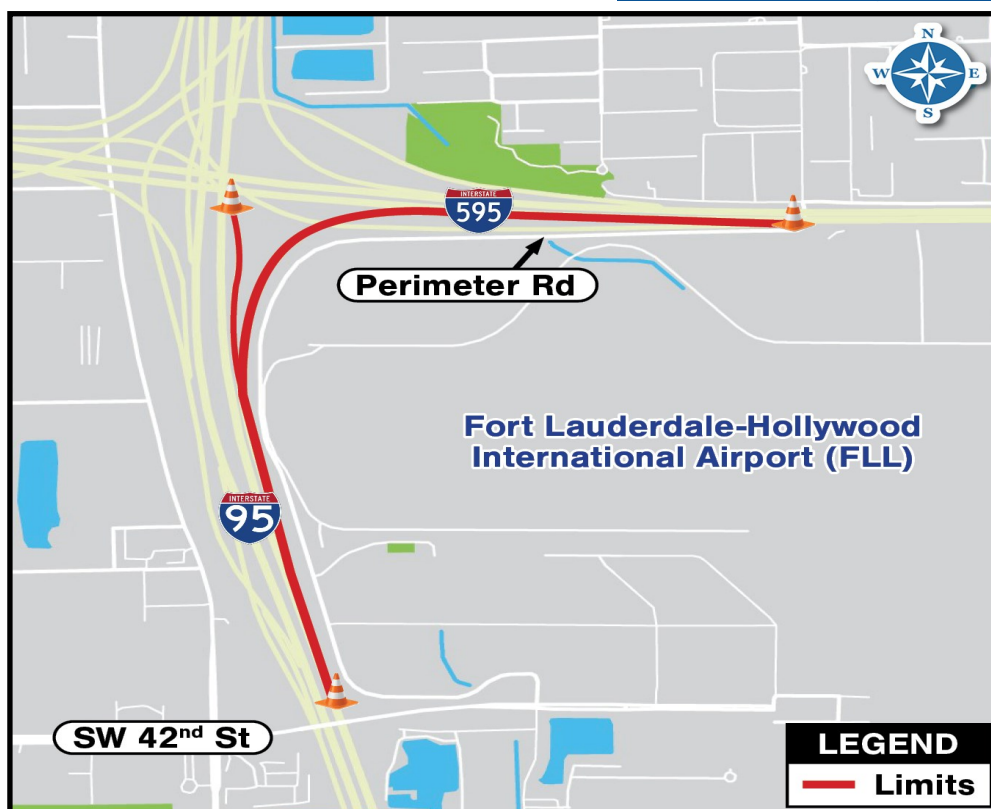 N
W E
S
INTERSTATE
595
Perimeter Rd
Fort Lauderdale-Hollywood
International Airport (FLL)
INTERSTATE
95
SW 42nd St
LEGEND
Limits